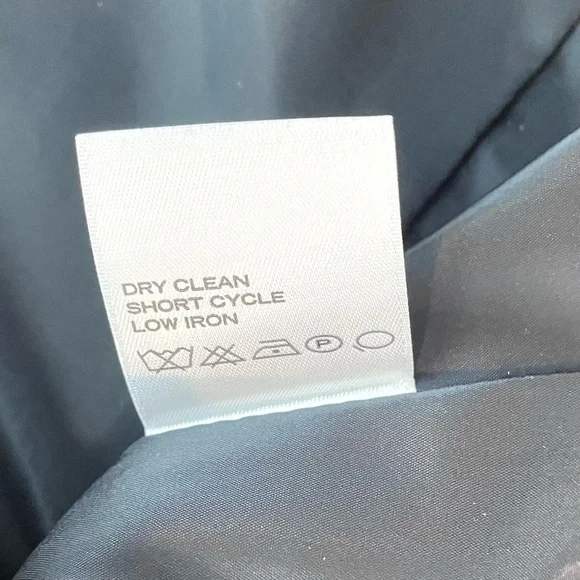 DRY CLEAN
SHORT CYCLE
LOW IRON
P